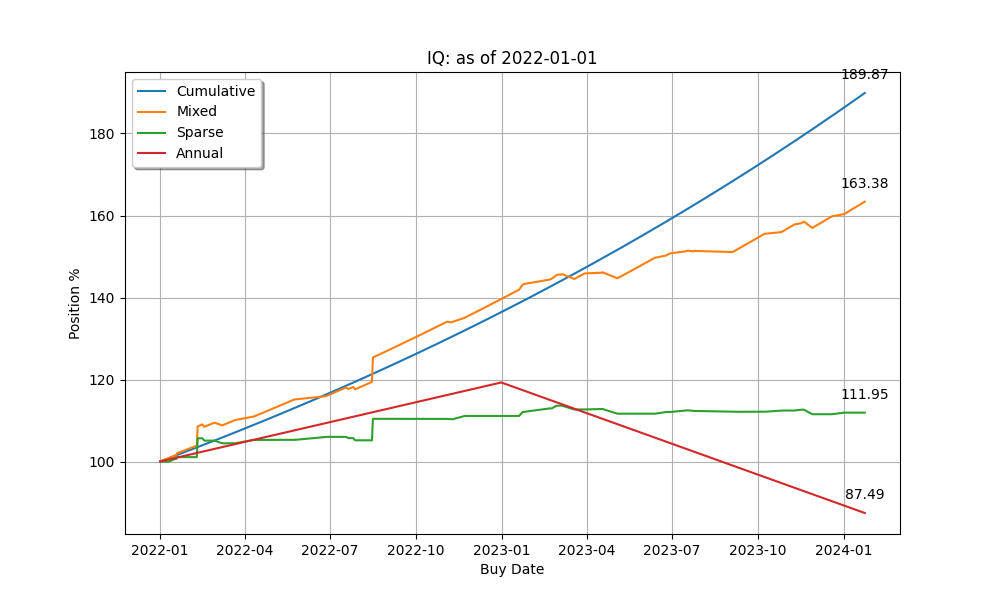 IQ: as of 2022-01-01
189.87
Cumulative
Mixed
Sparse
Annual
180
163.38
160
Position %
140
120
111.95
100
87.49
2022-01 2022-04 2022-07 2022-10 2023-01 2023-04 2023-07 2023-10 2024-01
Buy Date